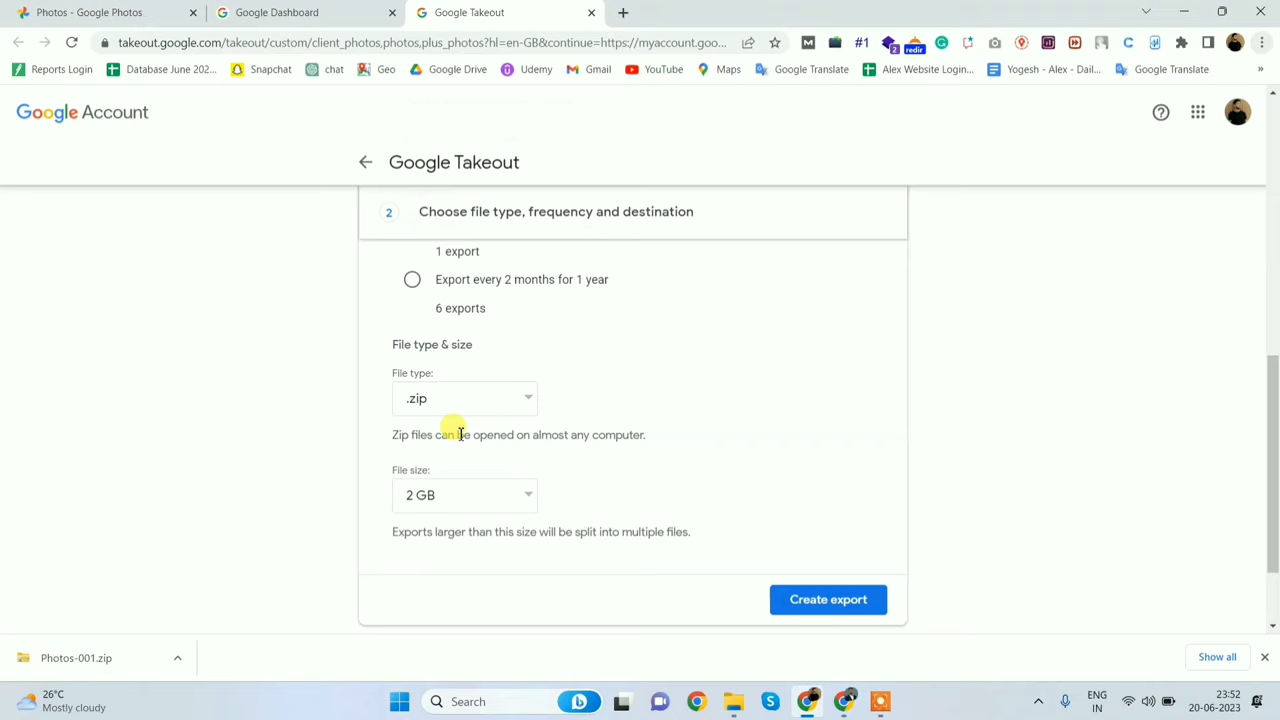 Photos - Google Photos
Google Dashboard
Google Takeout
takeout.google.com/takeout/custom/client_photos,photos,plus_photos?hl=en-GB&continue=https://myaccount.goo...
#1
2
redir
Reports Login
Database June 202...
Snapchat
chat
Geo
Google Drive
Udemy
Gmail
YouTube
Maps
Google Translate
Alex Website Login...
Yogesh - Alex - Dail...
Google Translate
»
Google Account
Google Takeout
2 Choose file type, frequency and destination
1 export
Export every 2 months for 1 year
6 exports
File type & size
File type:
.zip
Zip files can be opened on almost any computer.
File size:
2 GB
Exports larger than this size will be split into multiple files.
Create export
Photos-001.zip
Show all
26°C
Mostly cloudy
Search
ENG
IN
23:52
20-06-2023